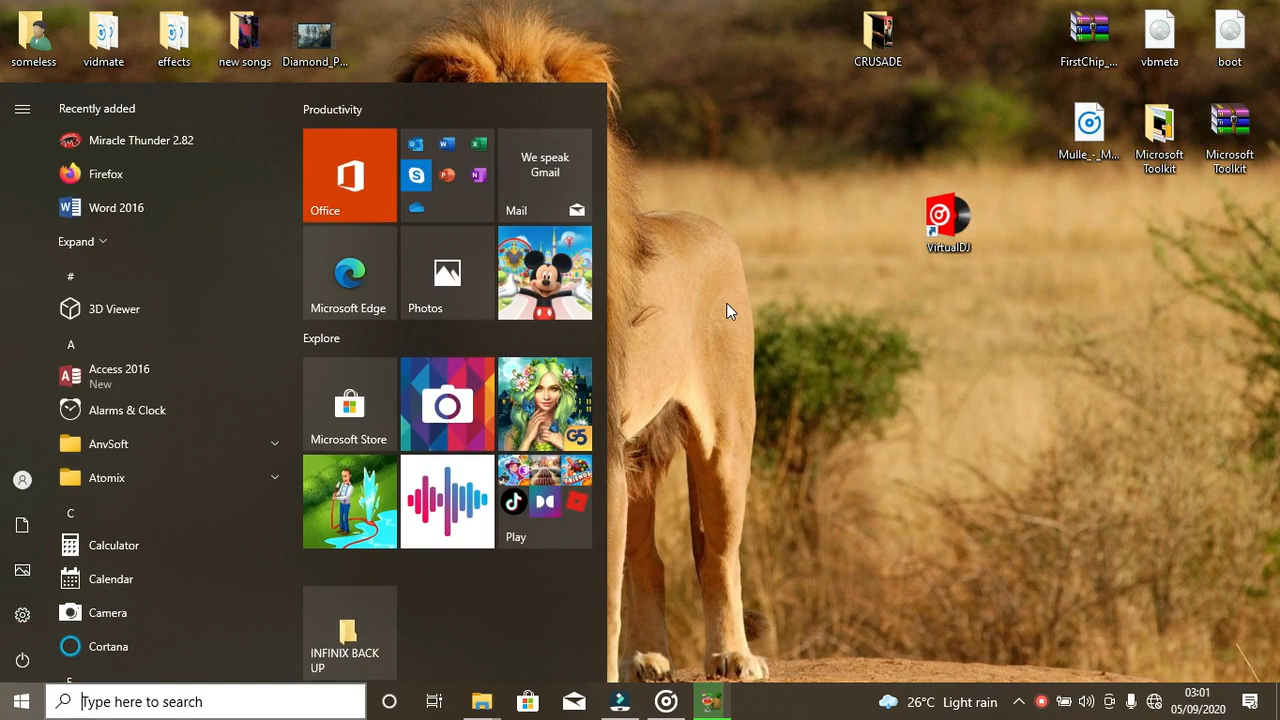 someless
vidmate
effects
new songs
Diamond_P...
CRUSADE
FirstChip_...
vbmeta
boot
Mulle_-_M...
Microsoft
Toolkit
Microsoft
Toolkit
VirtualDJ
Recently added
Miracle Thunder 2.82
Firefox
Word 2016
Expand
#
3D Viewer
A
Access 2016
New
Alarms & Clock
AnvSoft
Atomix
C
Calculator
Calendar
Camera
Cortana
Productivity
Office
We speak
Gmail
Mail
Microsoft Edge
Photos
Explore
Microsoft Store
G5
Play
INFINIX BACK
UP
Type here to search
26°C Light rain
03:01
05/09/2020